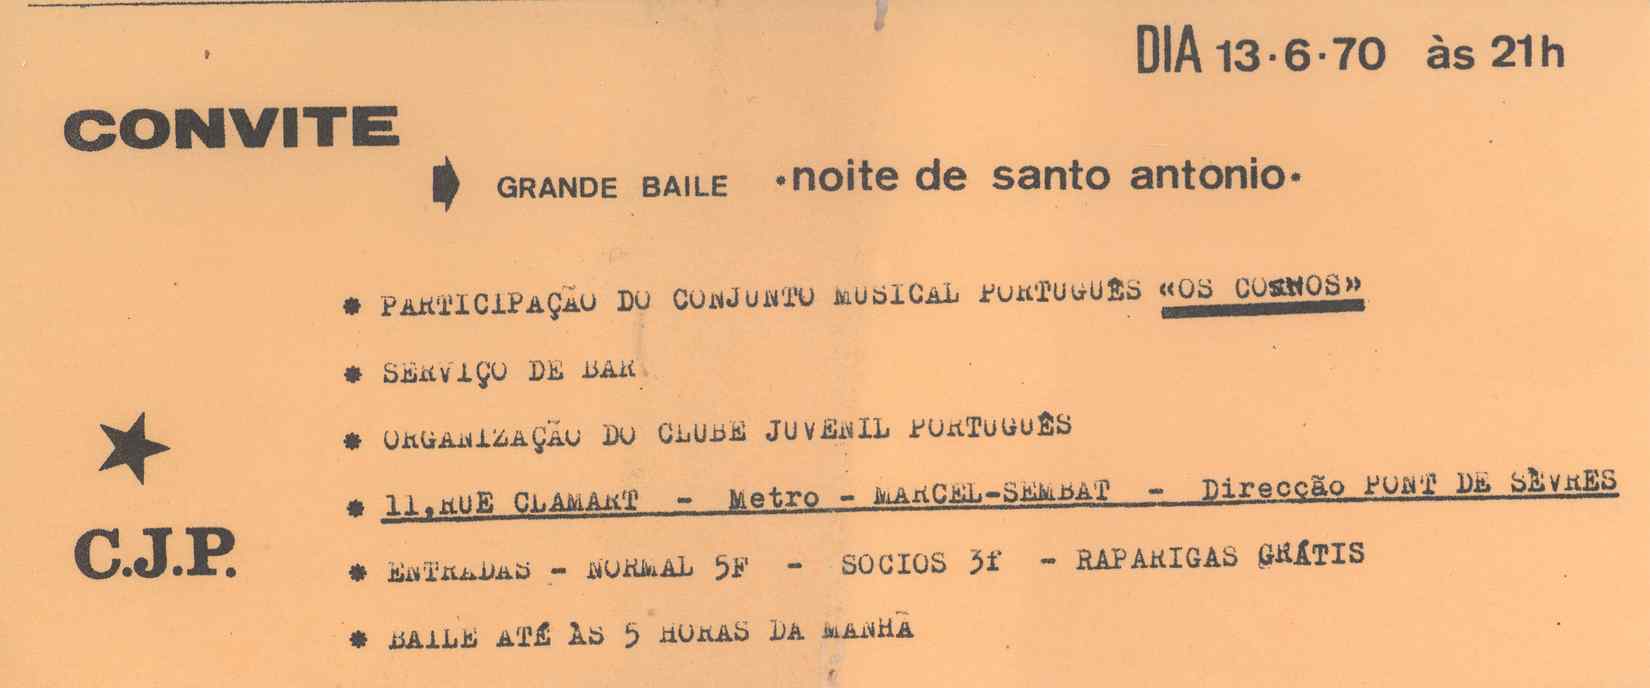 DIA 13·6·70 às 21h
CONVITE
GRANDE BAILE ·noite de santo antonio·
* PARTICIPAÇÃO DO CONJUNTO MUSICAL PORTUGUÊS «OS COSMOS»
* SERVIÇO DE BAR
* ORGANIZAÇÃO DO CLUBE JUVENIL PORTUGUÊS
* 11,RUE CLAMART - Metro - MARCEL-SEMBAT - Direcção PONT DE SÈVRES
C.J.P.
* ENTRADAS - NORMAL 5F - SOCIOS 3f - RAPARIGAS GRÁTIS
* BAILE ATÉ ÀS 5 HORAS DA MANHÃ